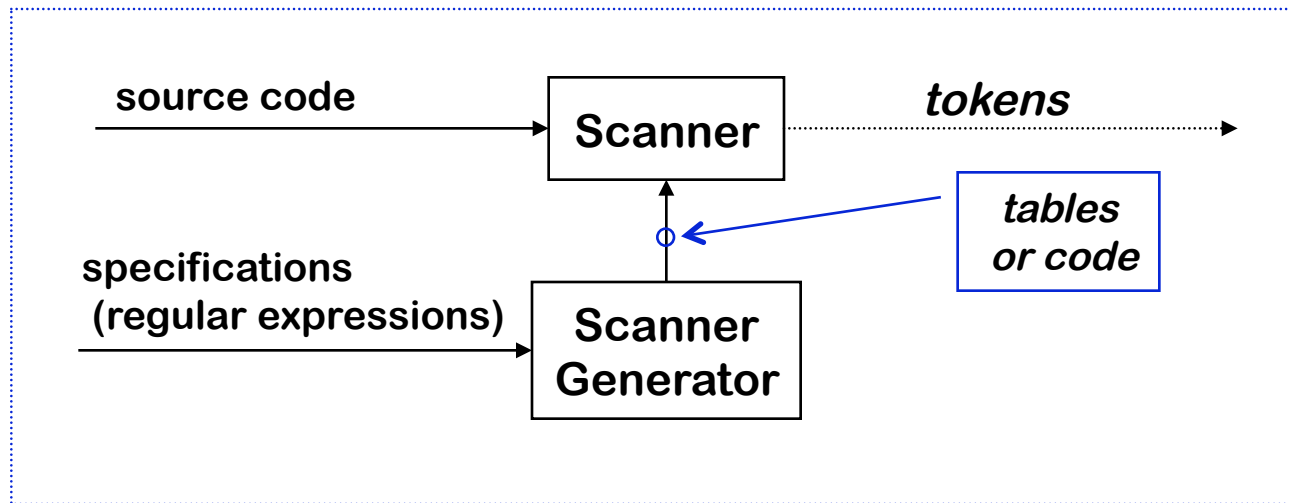 source code
Scanner
tokens
tables
or code
specifications
(regular expressions)
Scanner
Generator